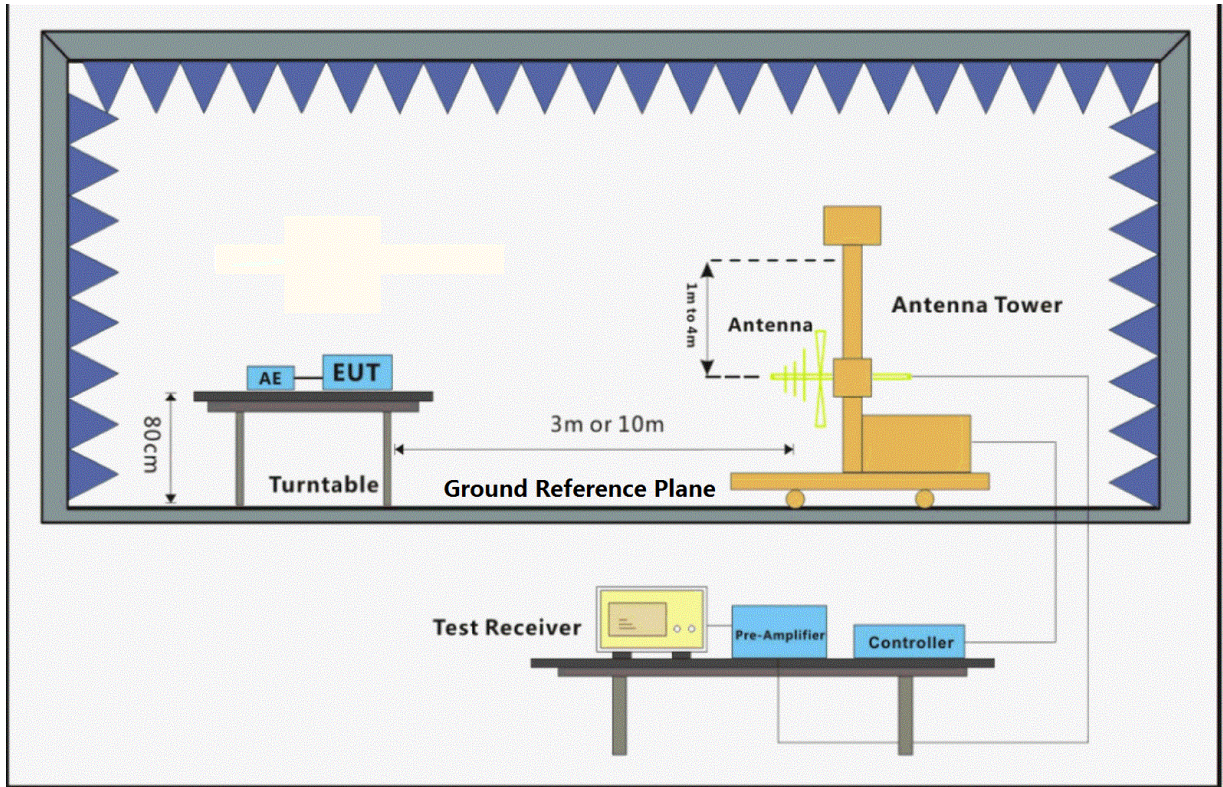 Antenna Tower
1m to 4m
Antenna
AE
EUT
80cm
3m or 10m
Turntable
Ground Reference Plane
Test Receiver
Pre-Amplifier
Controller